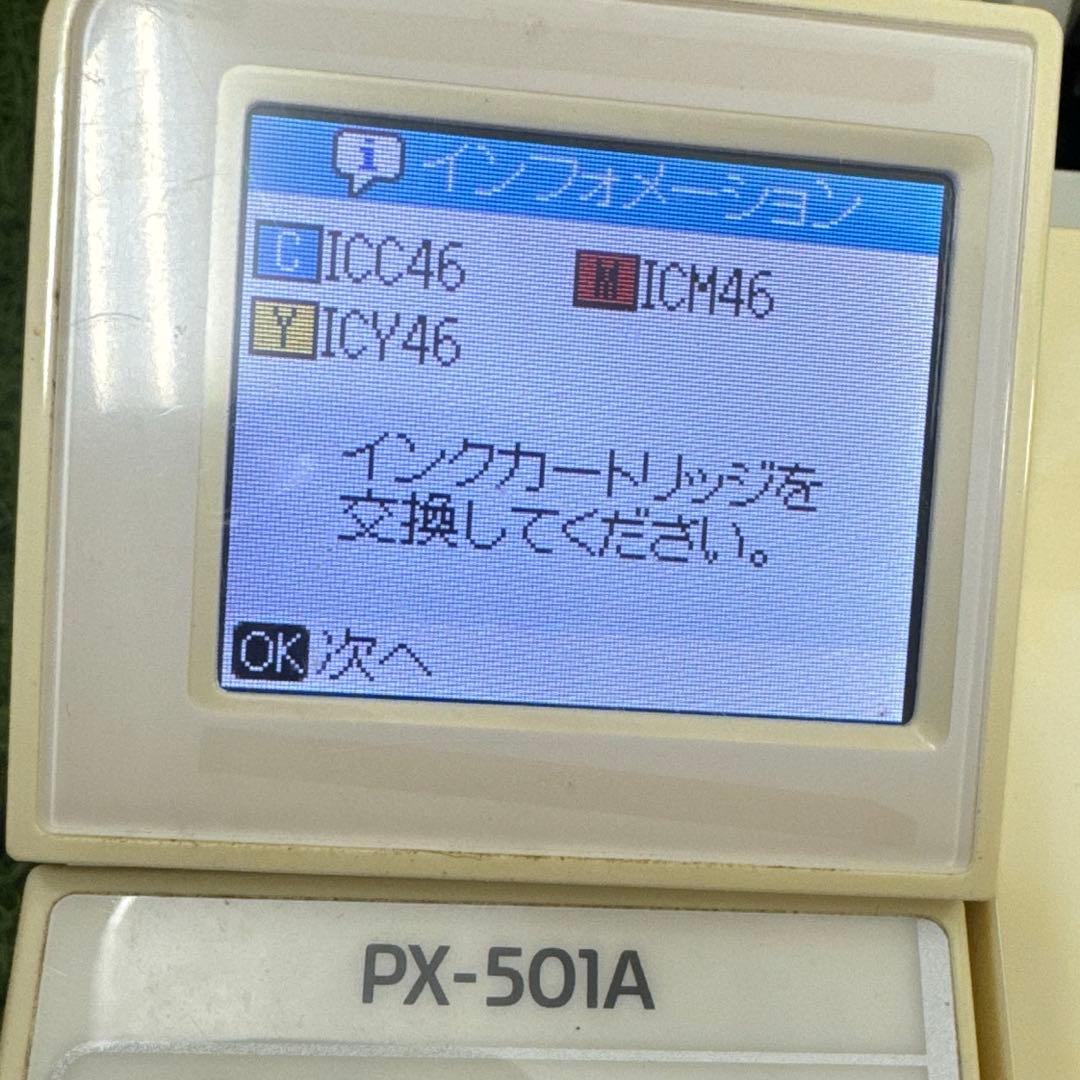 i インフォメーション
C ICC46 M ICM46
Y ICY46
インクカートリッジを
交換してください。
OK 次へ
PX-501A